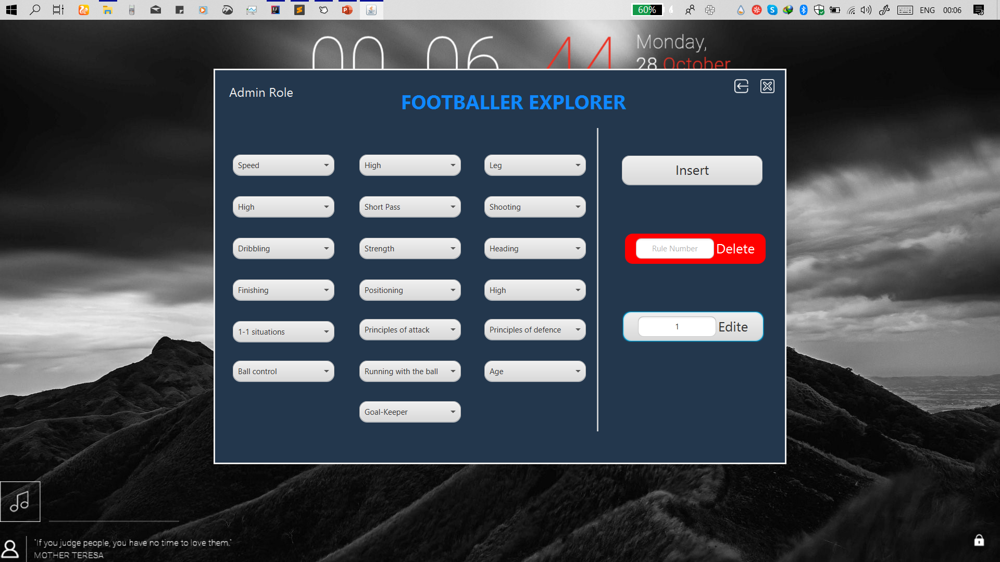 60%
ENG
00:06
00 06 44
Monday,
28 October
Admin Role
FOOTBALLER EXPLORER
Speed
High
Leg
Insert
High
Short Pass
Shooting
Dribbling
Strength
Heading
Rule Number
Delete
Finishing
Positioning
High
1-1 situations
Principles of attack
Principles of defence
1
Edite
Ball control
Running with the ball
Age
Goal-Keeper
"If you judge people, you have no time to love them."
MOTHER TERESA